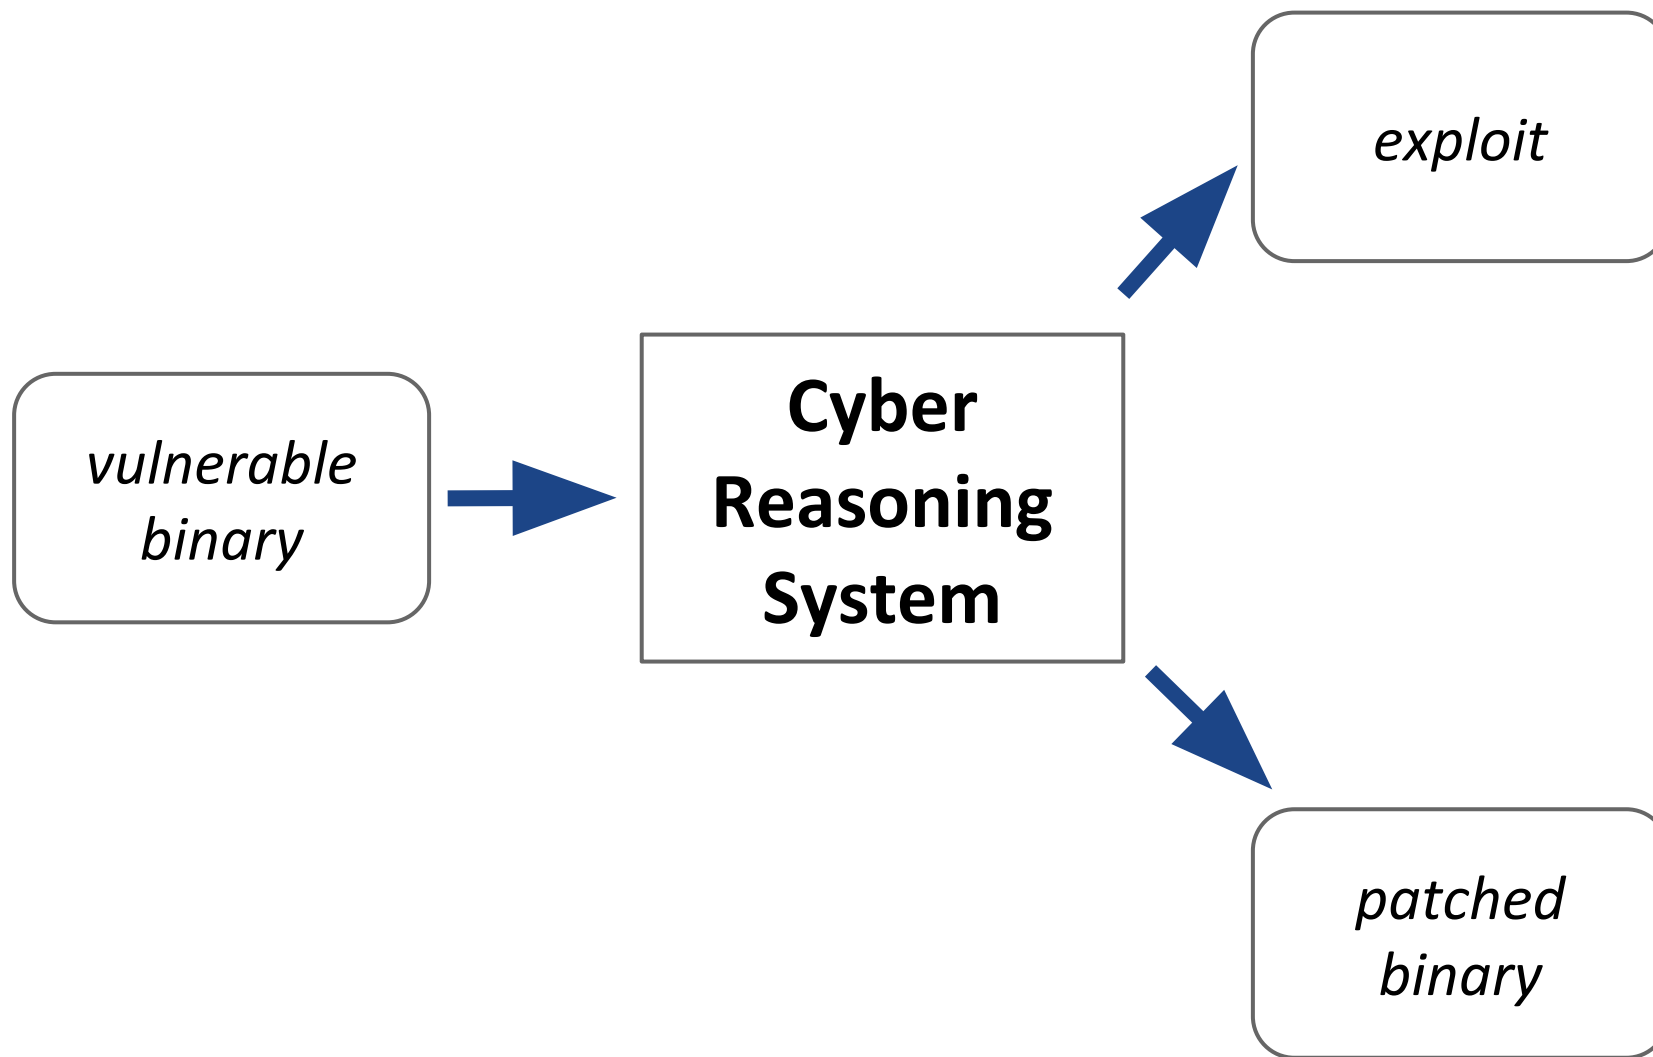 exploit
vulnerable
binary
Cyber
Reasoning
System
patched
binary